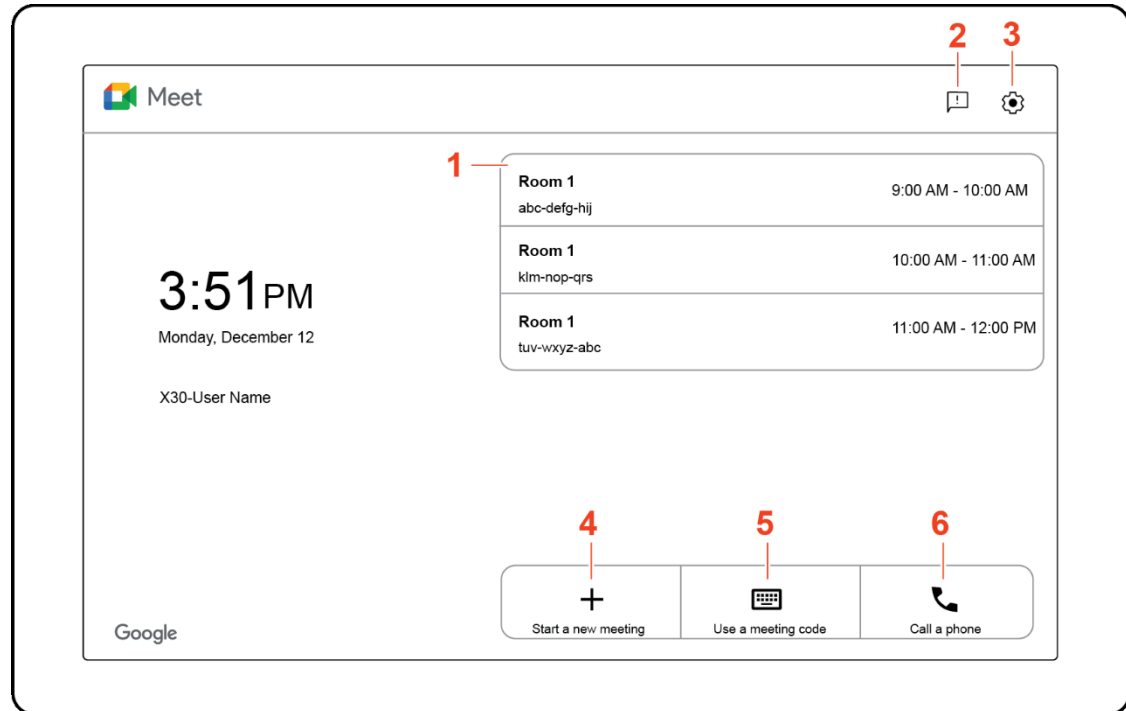 2 3
Meet
1
Room 1
abc-defg-hij
9:00 AM - 10:00 AM
Room 1
klm-nop-qrs
10:00 AM - 11:00 AM
Room 1
tuv-wxyz-abc
11:00 AM - 12:00 PM
3:51PM
Monday, December 12
X30-User Name
4 5 6
Start a new meeting
Use a meeting code
Call a phone
Google